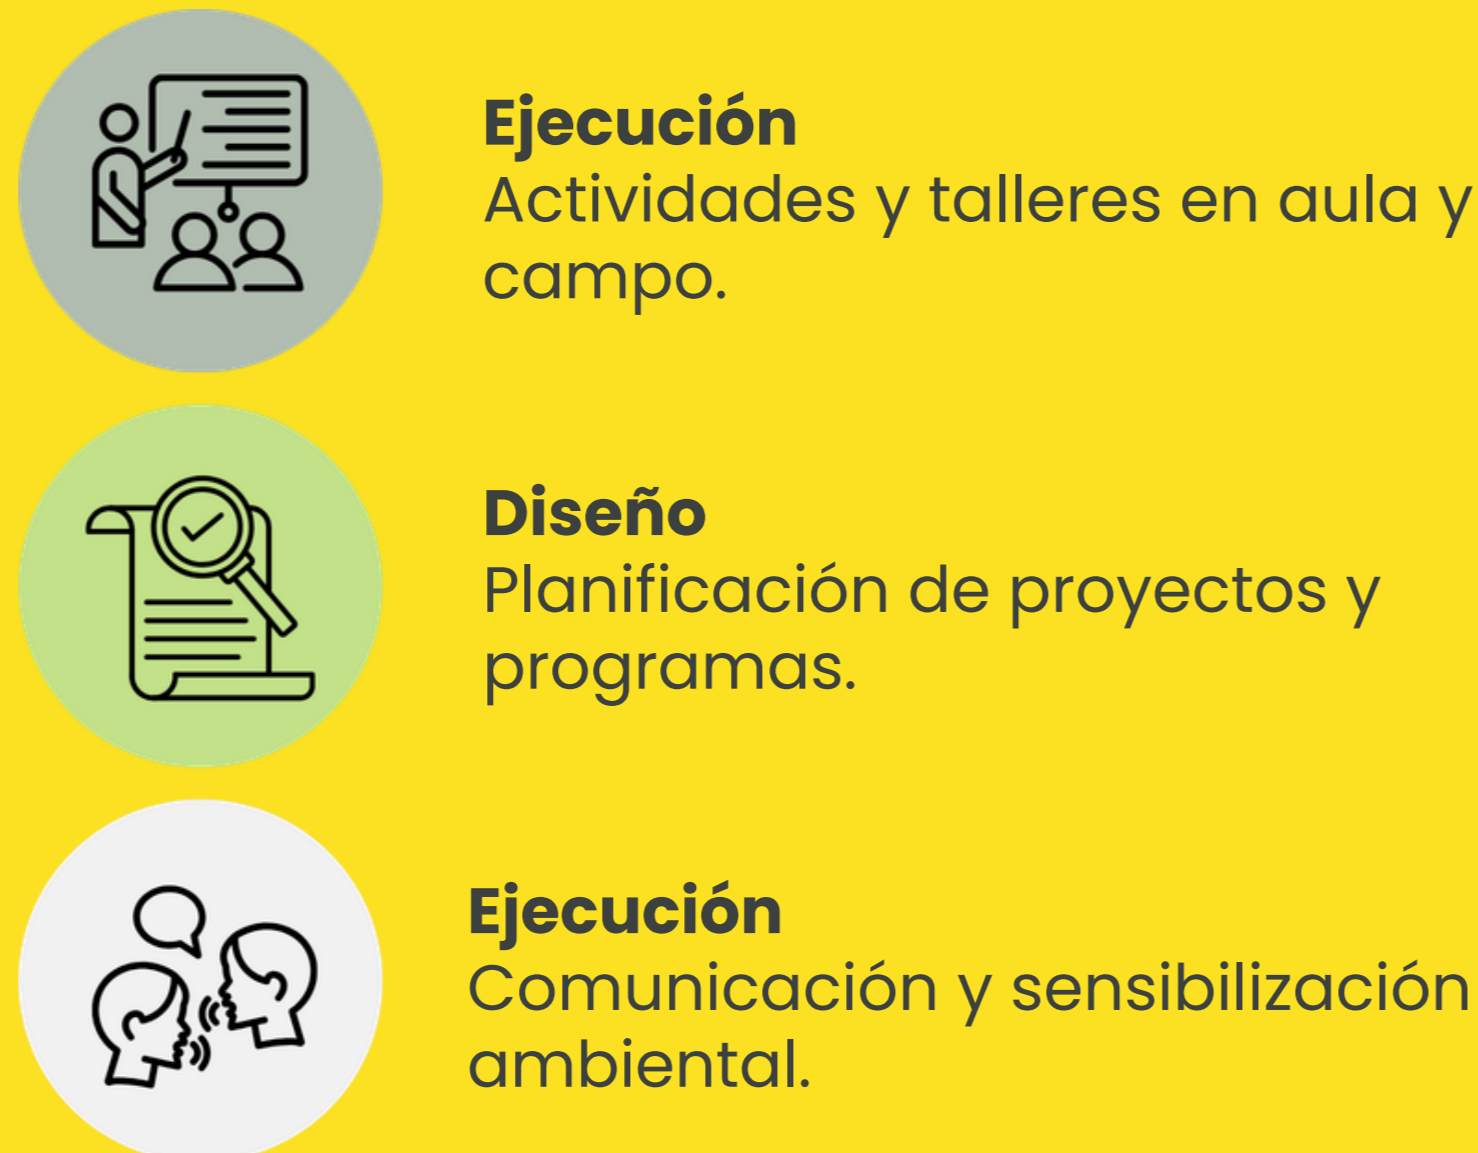 Ejecución
Actividades y talleres en aula y
campo.
Diseño
Planificación de proyectos y
programas.
Ejecución
Comunicación y sensibilización
ambiental.